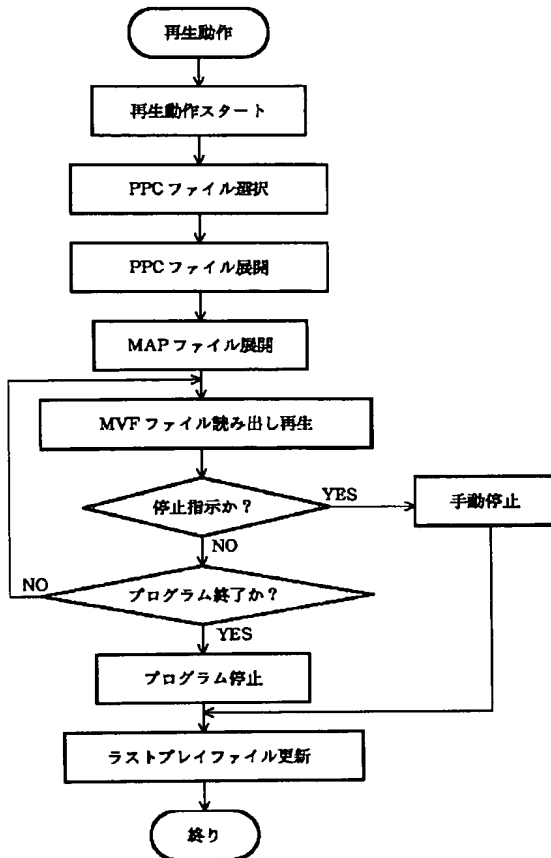 再生動作
再生動作スタート
PPCファイル選択
PPCファイル展開
MAPファイル展開
MVFファイル読み出し再生
停止指示か？
YES
手動停止
NO
プログラム終了か？
NO
YES
プログラム停止
ラストプレイファイル更新
終り